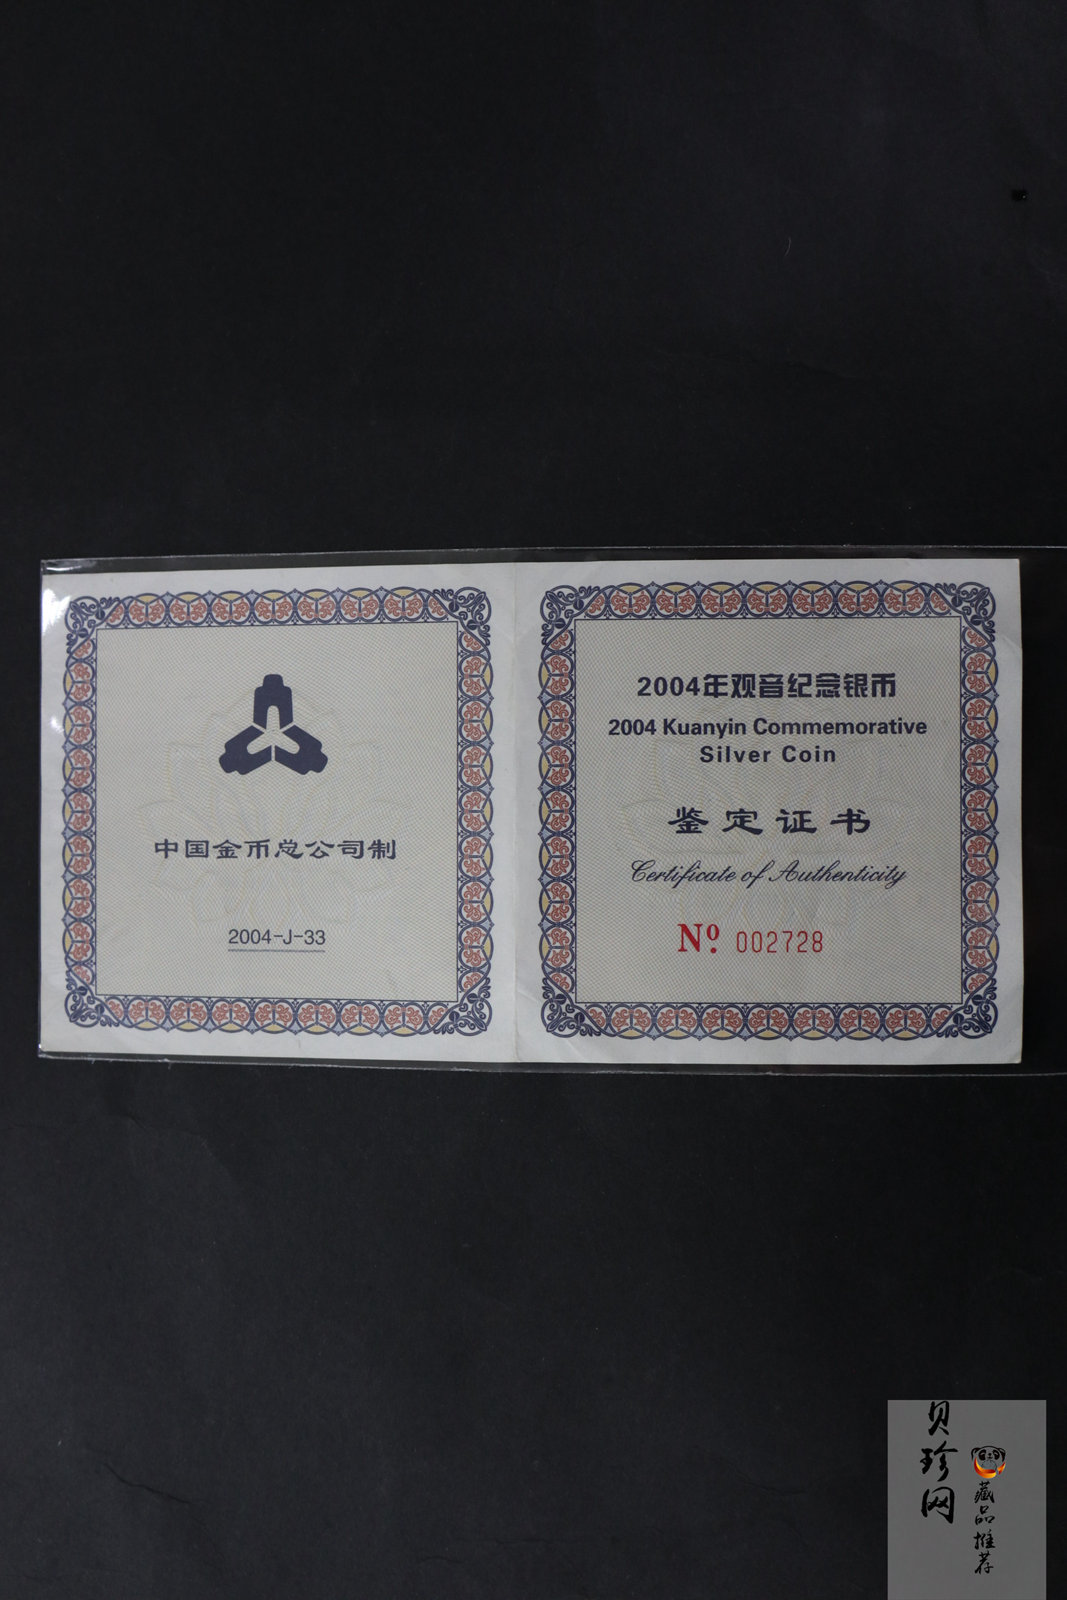 中国金币总公司制
2004-J-33
2004年观音纪念银币
2004 Kuanyin Commemorative
Silver Coin
鉴定证书
Certificate of Authenticity
Nº 002728
贝珍网
藏品推荐